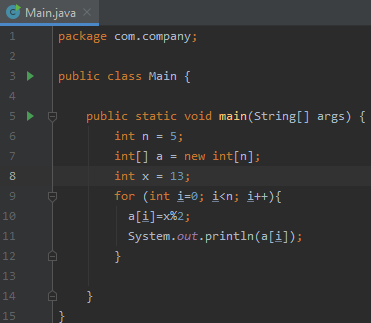 Main.java
1 package com.company;
2
3 public class Main {
4
5 public static void main(String[] args) {
6 int n = 5;
7 int[] a = new int[n];
8 int x = 13;
9 for (int i=0; i<n; i++){
10 a[i]=x%2;
11 System.out.println(a[i]);
12 }
13
14 }
15 }